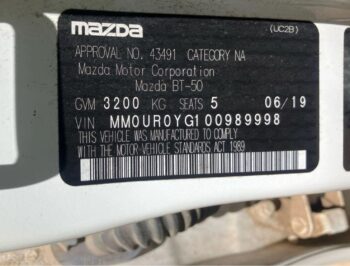 mazda (UC2B)
APPROVAL NO. 43491 CATEGORY NA
Mazda Motor Corporation
Mazda BT-50
GVM 3200 KG SEATS 5 06/19
VIN MM0UR0YG100989998
THIS VEHICLE WAS MANUFACTURED TO COMPLY
WITH THE MOTOR VEHICLE STANDARDS ACT 1989